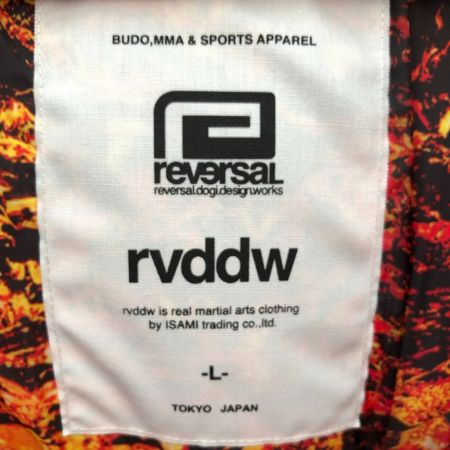 BUDO,MMA & SPORTS APPAREL
reversal
reversal.dogi.design.works
rvddw
rvddw is real martial arts clothing
by ISAMI trading co.,ltd.
-L-
TOKYO JAPAN